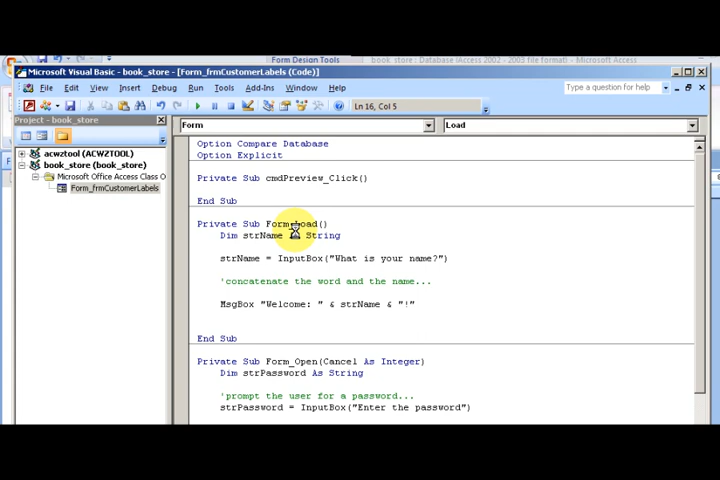 Form Design Tools
book_store : Database (Access 2002 - 2003 file format) - Microsoft Access
Microsoft Visual Basic - book_store - [Form_frmCustomerLabels (Code)]
File Edit View Insert Debug Run Tools Add-Ins Window Help
Type a question for help
Ln 16, Col 5
Project - book_store
Form
Load
acwztool (ACWZTOOL)
book_store (book_store)
Microsoft Office Access Class O
Form_frmCustomerLabels
Option Compare Database
Option Explicit
Private Sub cmdPreview_Click()
End Sub
Private Sub Form_Load()
Dim strName As String
strName = InputBox("What is your name?")
'concatenate the word and the name...
MsgBox "Welcome: " & strName & "!"
End Sub
Private Sub Form_Open(Cancel As Integer)
Dim strPassword As String
'prompt the user for a password...
strPassword = InputBox("Enter the password")